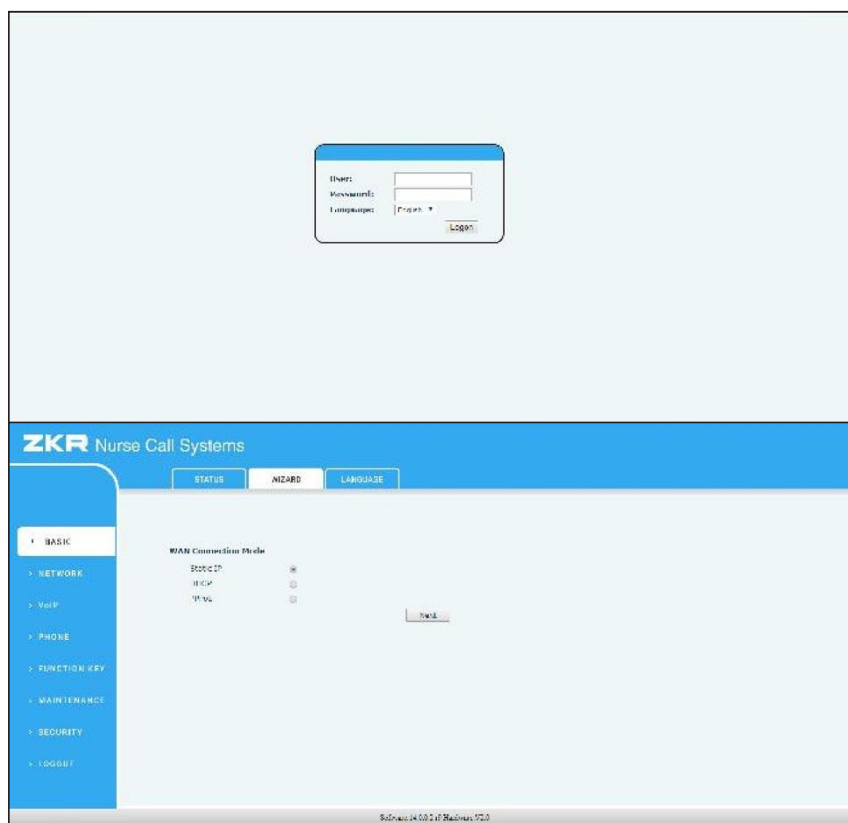 User:
Password:
Language: English
Logon
ZKR Nurse Call Systems
STATUS WIZARD LANGUAGE
BASIC
WAN Connection Mode
Static IP
> NETWORK
DHCP
> VoIP
Next
> PHONE
> FUNCTION KEY
> MAINTENANCE
> SECURITY
> LOGOUT